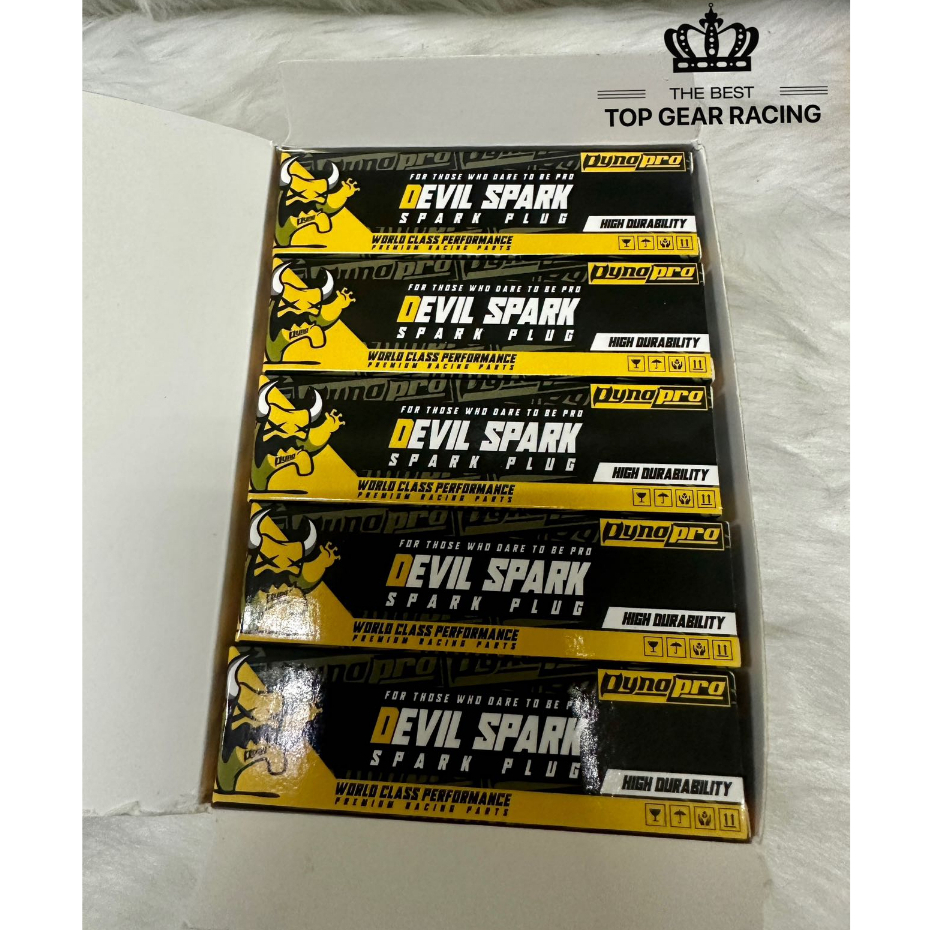 THE BEST
TOP GEAR RACING
Dynopro
FOR THOSE WHO DARE TO BE PRO
DEVIL SPARK
SPARK PLUG
HIGH DURABILITY
WORLD CLASS PERFORMANCE
PREMIUM RACING PARTS
Dynopro
FOR THOSE WHO DARE TO BE PRO
DEVIL SPARK
SPARK PLUG
HIGH DURABILITY
WORLD CLASS PERFORMANCE
PREMIUM RACING PARTS
Dynopro
FOR THOSE WHO DARE TO BE PRO
DEVIL SPARK
SPARK PLUG
HIGH DURABILITY
WORLD CLASS PERFORMANCE
PREMIUM RACING PARTS
Dynopro
FOR THOSE WHO DARE TO BE PRO
DEVIL SPARK
SPARK PLUG
HIGH DURABILITY
WORLD CLASS PERFORMANCE
PREMIUM RACING PARTS
Dynopro
FOR THOSE WHO DARE TO BE
DEVIL SPARK
SPARK PLUG
HIGH DURABILITY
WORLD CLASS PERFORMANCE
PREMIUM RACING PARTS